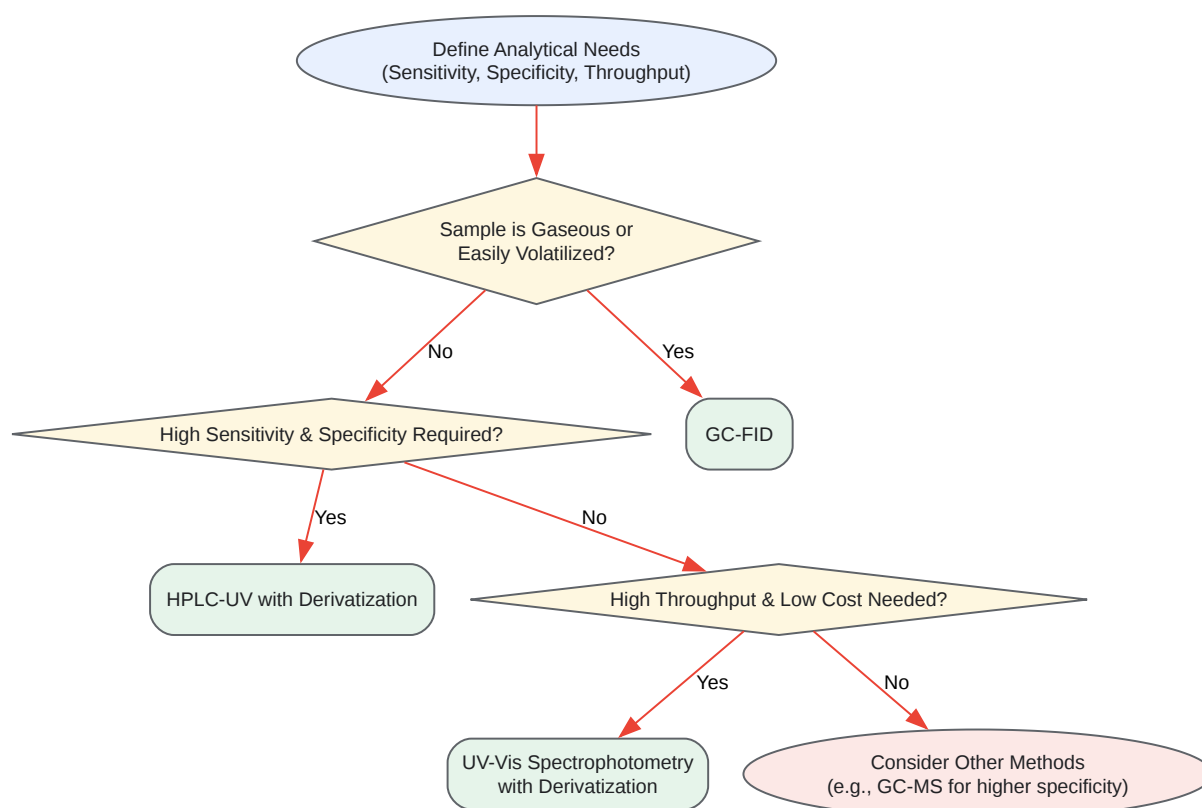 Define Analytical Needs
(Sensitivity, Specificity, Throughput)
Sample is Gaseous or
Easily Volatilized?
No
Yes
High Sensitivity & Specificity Required?
GC-FID
Yes
No
HPLC-UV with Derivatization
High Throughput & Low Cost Needed?
Yes
No
UV-Vis Spectrophotometry
with Derivatization
Consider Other Methods
(e.g., GC-MS for higher specificity)